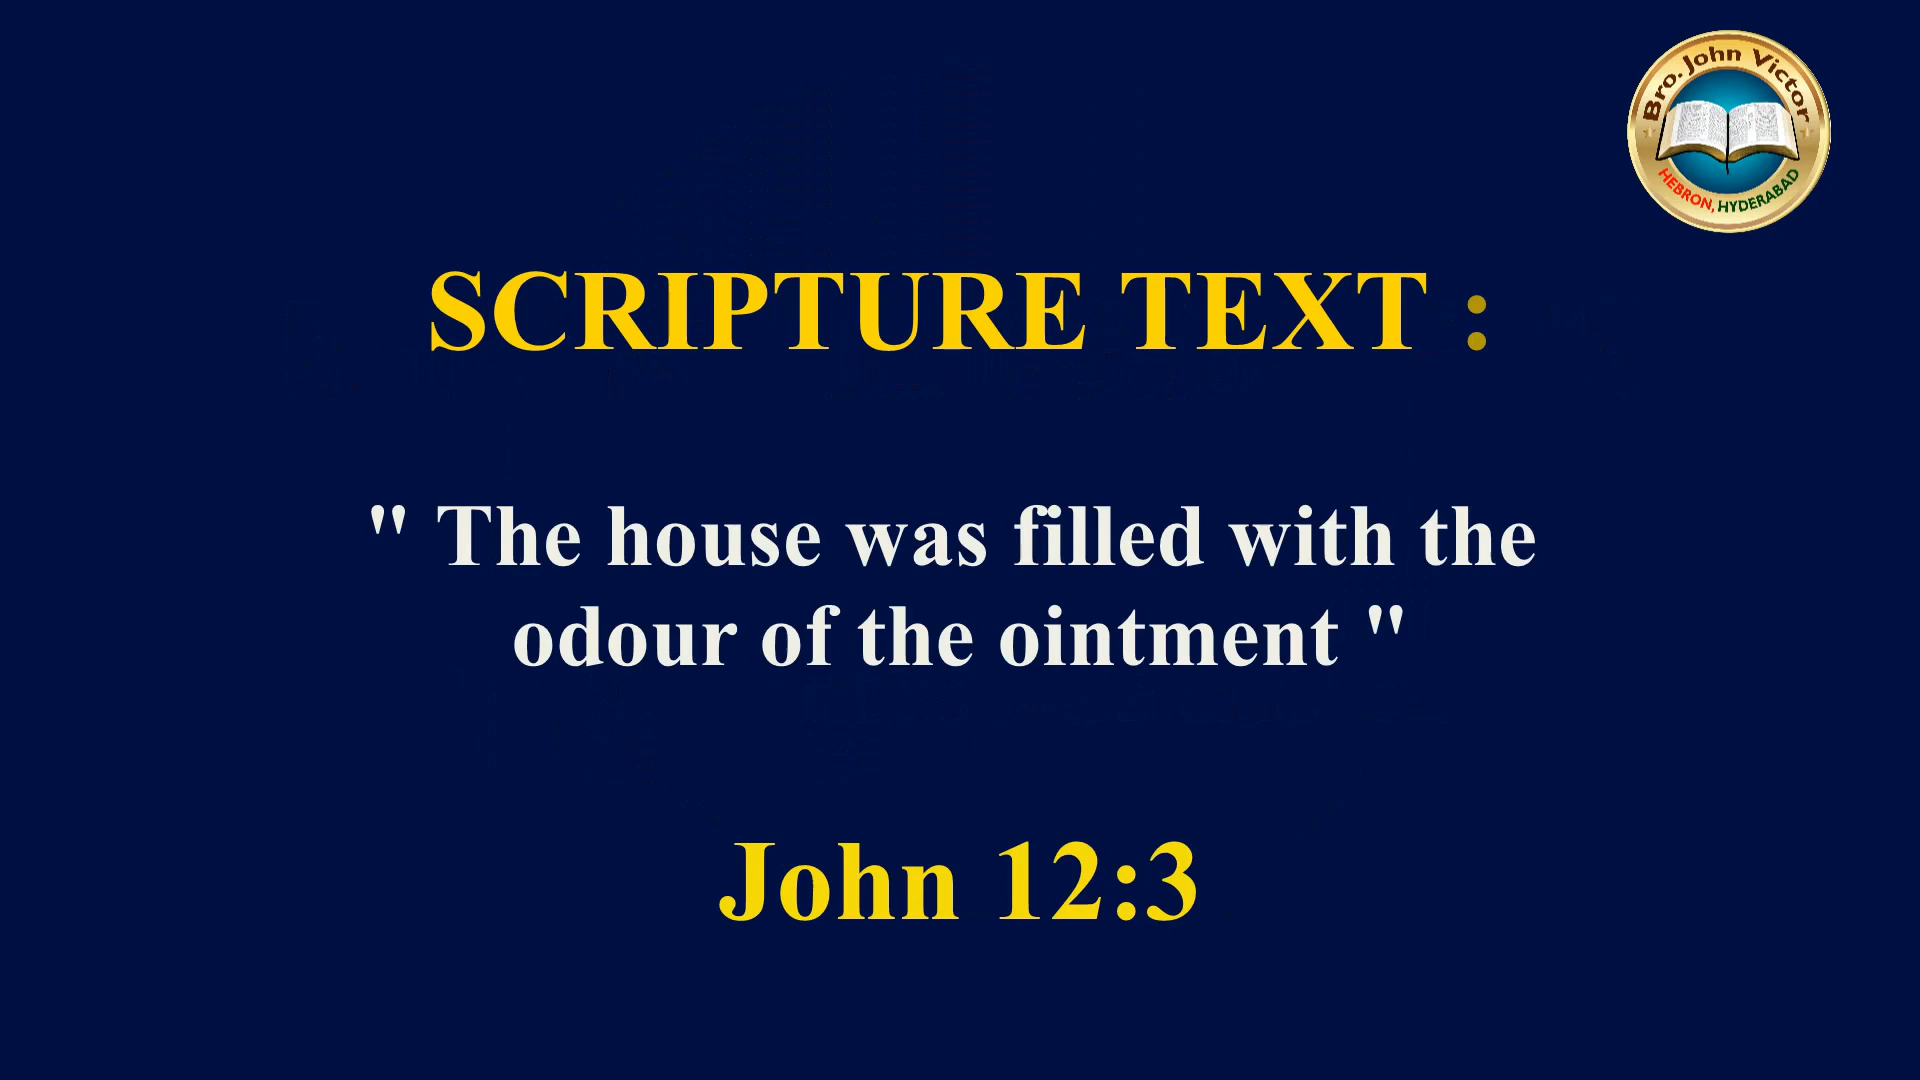 Bro. John Victor
HEBRON, HYDERABAD
SCRIPTURE TEXT :
" The house was filled with the
odour of the ointment "
John 12:3